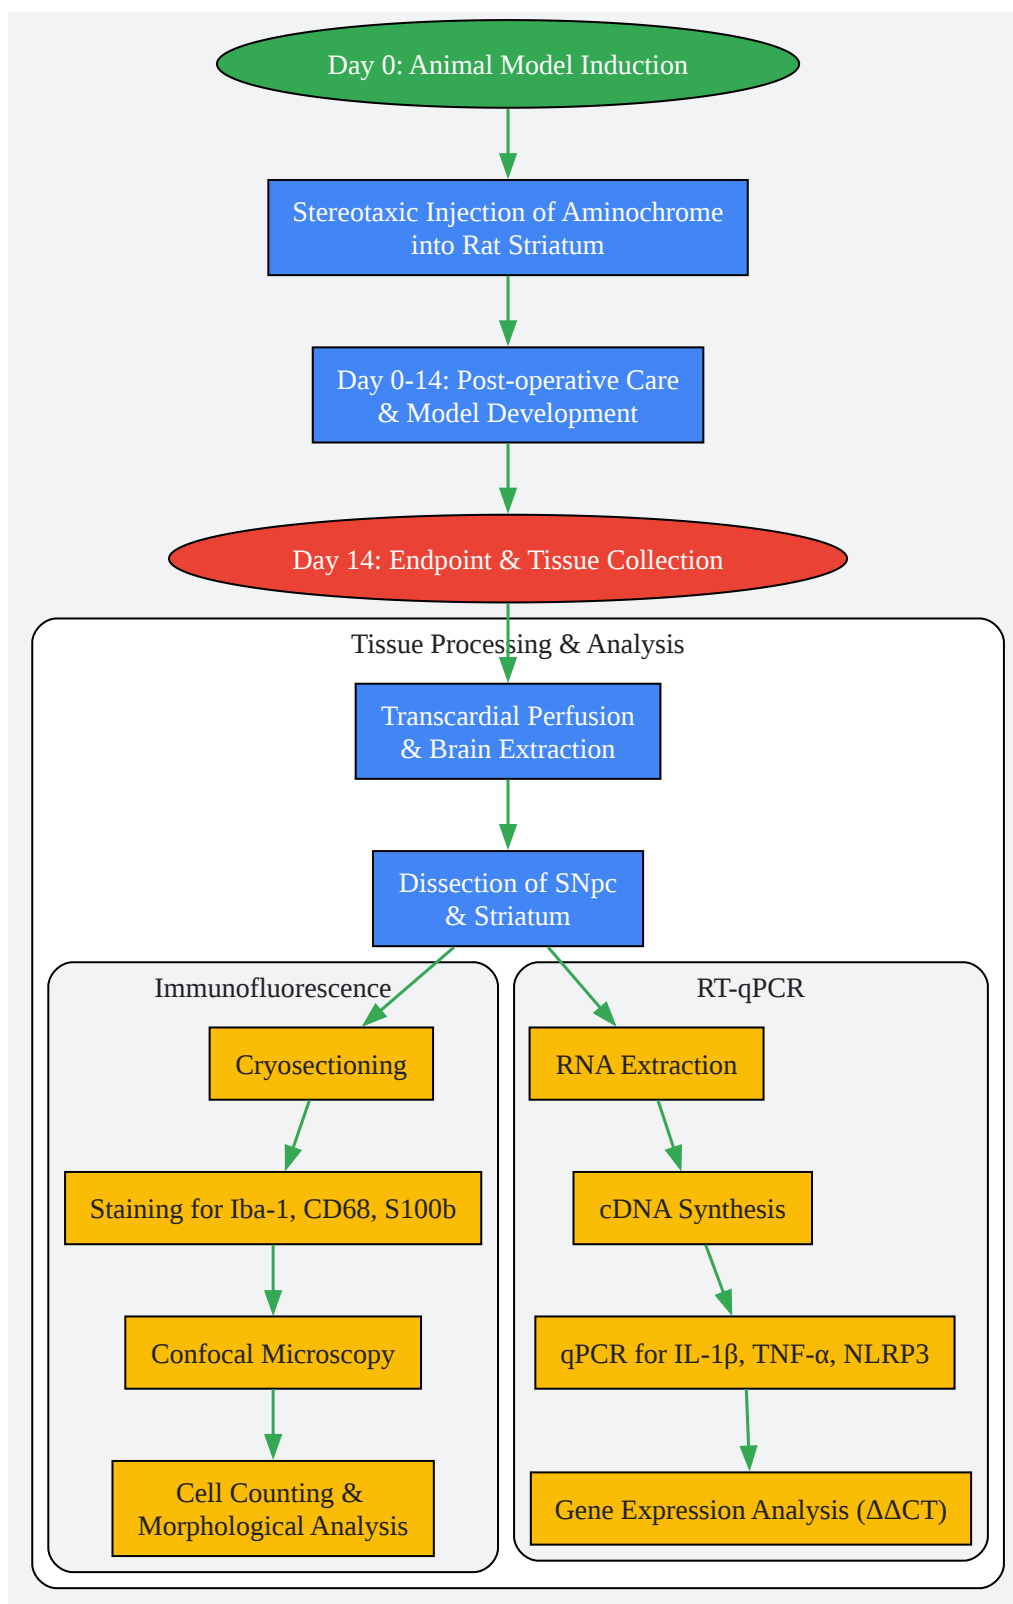 Day 0: Animal Model Induction
Stereotaxic Injection of Aminochrome
into Rat Striatum
Day 0-14: Post-operative Care
& Model Development
Day 14: Endpoint & Tissue Collection
Tissue Processing & Analysis
Transcardial Perfusion
& Brain Extraction
Dissection of SNpc
& Striatum
Immunofluorescence
Cryosectioning
Staining for Iba-1, CD68, S100b
Confocal Microscopy
Cell Counting &
Morphological Analysis
RT-qPCR
RNA Extraction
cDNA Synthesis
qPCR for IL-1β, TNF-α, NLRP3
Gene Expression Analysis (ΔΔCT)